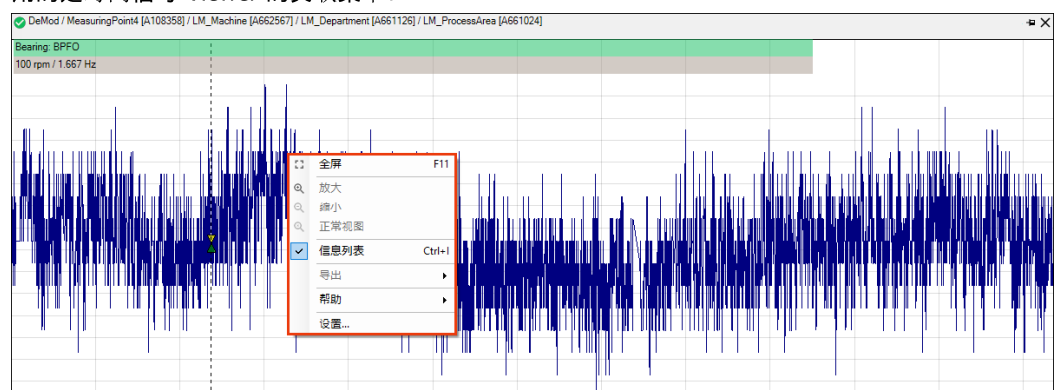 DeMod / MeasuringPoint4 [A108358] / LM_Machine [A662567] / LM_Department [A661126] / LM_ProcessArea [A661024]
Bearing: BPFO
100 rpm / 1.667 Hz
全屏 F11
放大
缩小
正常视图
信息列表 Ctrl+I
导出
帮助
设置...